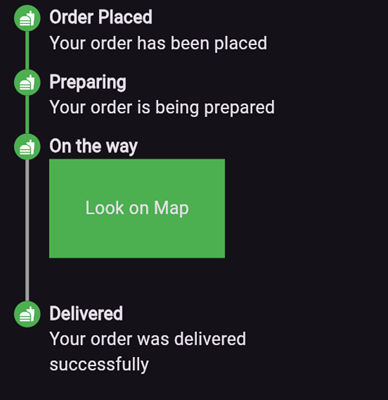 Order Placed
Your order has been placed
Preparing
Your order is being prepared
On the way
Look on Map
Delivered
Your order was delivered
successfully